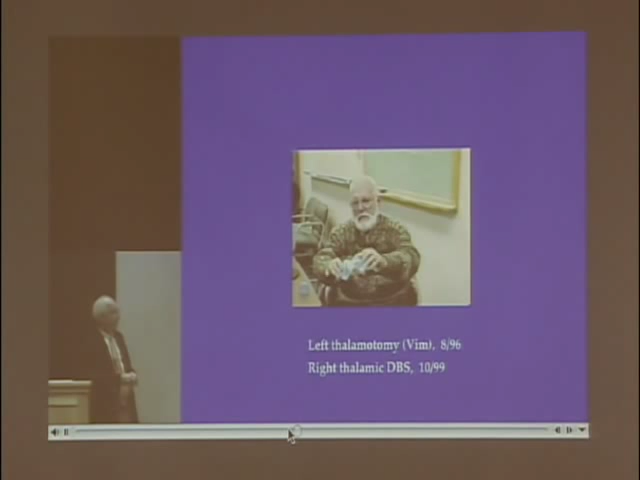 Left thalamotomy (Vim), 8/96
Right thalamic DBS, 10/99